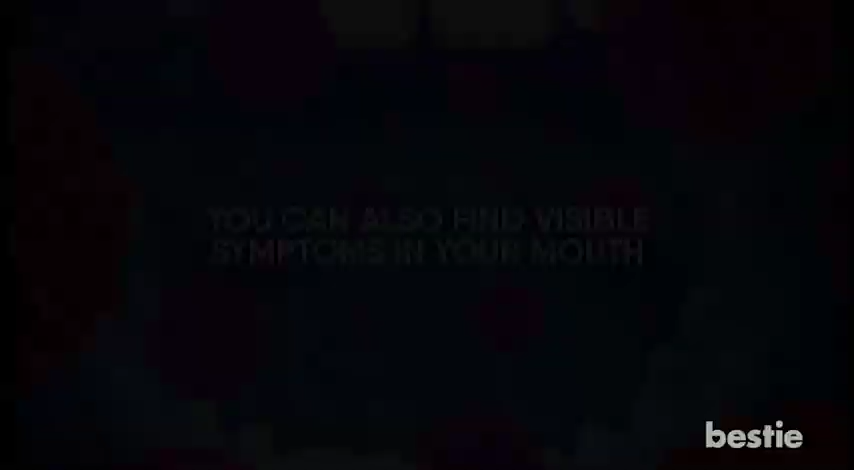 YOU CAN ALSO FIND VISIBLE
SYMPTOMS IN YOUR MOUTH
bestie